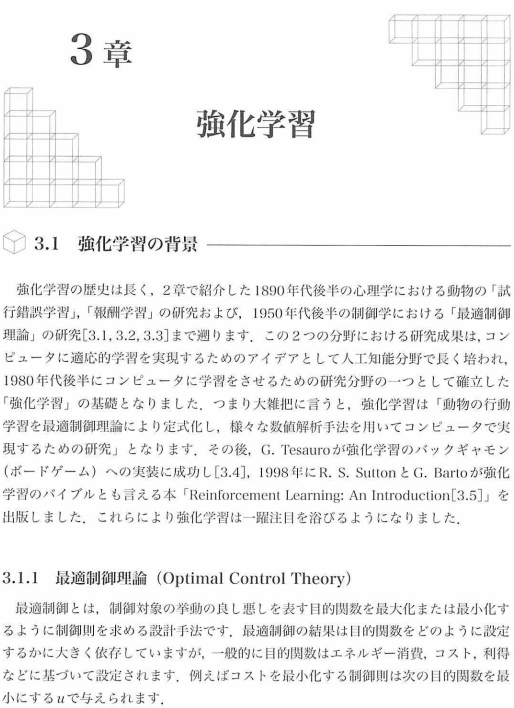 3章
強化学習
3.1 強化学習の背景
強化学習の歴史は長く，2章で紹介した1890年代後半の心理学における動物の「試
行錯誤学習」，「報酬学習」の研究および，1950年代後半の制御学における「最適制御
理論」の研究[3.1, 3.2, 3.3]まで遡ります．この2つの分野における研究成果は，コン
ピュータに適応的学習を実現するためのアイデアとして人工知能分野で長く培われ，
1980年代後半にコンピュータに学習をさせるための研究分野の一つとして確立した
「強化学習」の基礎となりました．つまり大雑把に言うと，強化学習は「動物の行動
学習を最適制御理論により定式化し，様々な数値解析手法を用いてコンピュータで実
現するための研究」となります．その後，G. Tesauroが強化学習のバックギャモン
（ボードゲーム）への実装に成功し[3.4]，1998年にR. S. SuttonとG. Bartoが強化
学習のバイブルとも言える本「Reinforcement Learning: An Introduction[3.5]」を
出版しました．これらにより強化学習は一躍注目を浴びるようになりました．
3.1.1 最適制御理論（Optimal Control Theory）
最適制御とは，制御対象の挙動の良し悪しを表す目的関数を最大化または最小化す
るように制御則を求める設計手法です．最適制御の結果は目的関数をどのように設定
するかに大きく依存していますが，一般的に目的関数はエネルギー消費，コスト，利得
などに基づいて設定されます．例えばコストを最小化する制御則は次の目的関数を最
小にするuで与えられます．